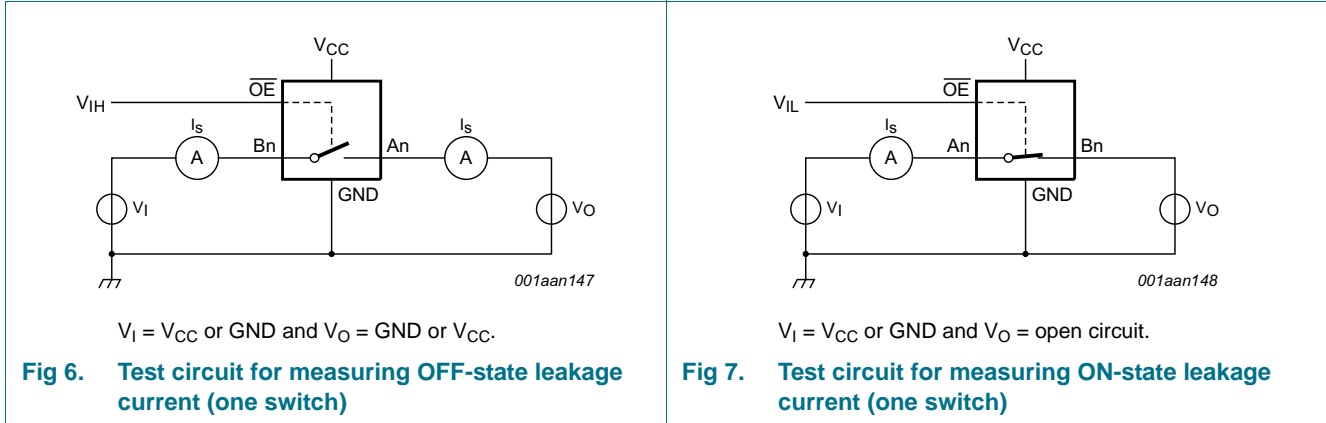 VCC
OE
VIH
Is
A
Bn
An
Is
A
GND
VI
VO
001aan147
VI = VCC or GND and VO = GND or VCC.
Fig 6. Test circuit for measuring OFF-state leakage
current (one switch)
VCC
OE
VIL
Is
A
An
Bn
GND
VI
VO
001aan148
VI = VCC or GND and VO = open circuit.
Fig 7. Test circuit for measuring ON-state leakage
current (one switch)